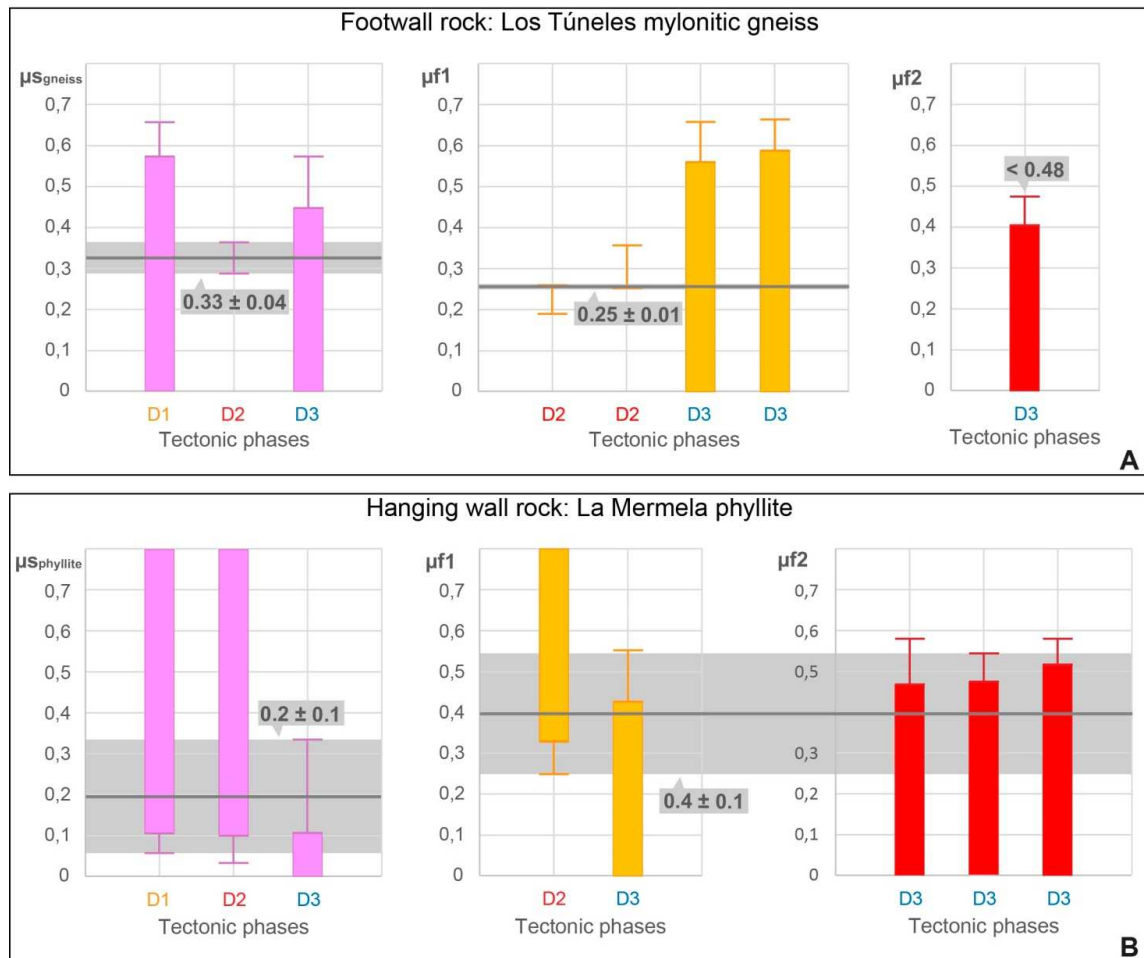 Footwall rock: Los Túneles mylonitic gneiss
µsgneiss
0,7
0,6
0,5
0,4
0,3
0,2
0,1
0
0.33 ± 0.04
D1 D2 D3
Tectonic phases
µf1
0,7
0,6
0,5
0,4
0,3
0,2
0,1
0
0.25 ± 0.01
D2 D2 D3 D3
Tectonic phases
µf2
0,7
0,6
0,5
0,4
0,3
0,2
0,1
0
< 0.48
D3
Tectonic phases
A
Hanging wall rock: La Mermela phyllite
µsphyllite
0,7
0,6
0,5
0,4
0,3
0,2
0,1
0
0.2 ± 0.1
D1 D2 D3
Tectonic phases
µf1
0,7
0,6
0,5
0,4
0,3
0,2
0,1
0
0.4 ± 0.1
D2 D3
Tectonic phases
µf2
0,7
0,6
0,5
0,4
0,3
0,2
0,1
0
D3 D3 D3
Tectonic phases
B